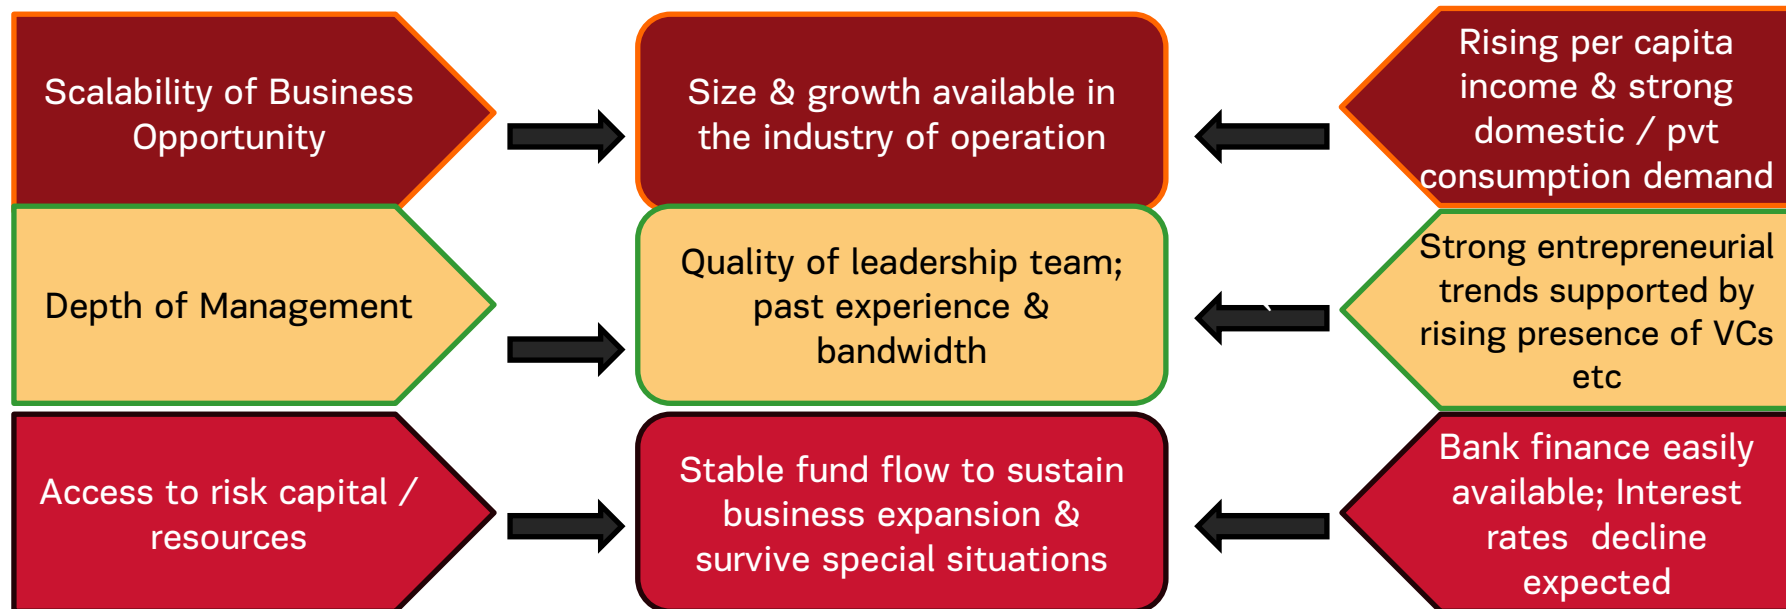 Scalability of Business
Opportunity
Size & growth available in
the industry of operation
Rising per capita
income & strong
domestic / pvt
consumption demand
Depth of Management
Quality of leadership team;
past experience &
bandwidth
Strong entrepreneurial
trends supported by
rising presence of VCs
etc
Access to risk capital /
resources
Stable fund flow to sustain
business expansion &
survive special situations
Bank finance easily
available; Interest
rates decline
expected